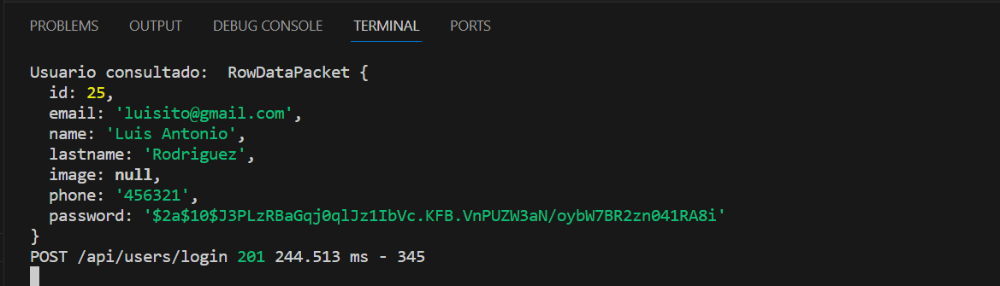 PROBLEMS OUTPUT DEBUG CONSOLE TERMINAL PORTS
Usuario consultado:  RowDataPacket {
  id: 25,
  email: 'luisito@gmail.com',
  name: 'Luis Antonio',
  lastname: 'Rodriguez',
  image: null,
  phone: '456321',
  password: '$2a$10$J3PLzRBaGqj0qlJz1IbVc.KFB.VnPUZW3aN/oybW7BR2zn041RA8i'
}
POST /api/users/login 201 244.513 ms - 345